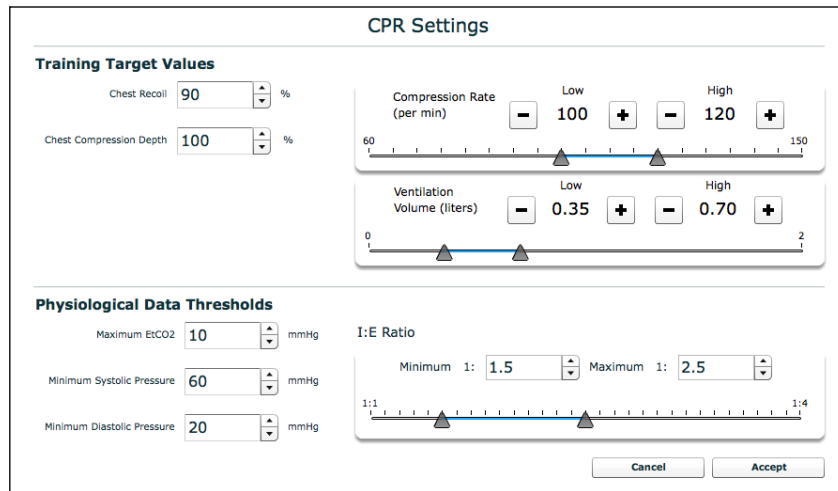 CPR Settings
Training Target Values
Chest Recoil 90 %
Chest Compression Depth 100 %
Compression Rate
(per min)
Low High
− 100 + − 120 +
60 150
Ventilation
Volume (liters)
Low High
− 0.35 + − 0.70 +
0 2
Physiological Data Thresholds
Maximum EtCO2 10 mmHg
Minimum Systolic Pressure 60 mmHg
Minimum Diastolic Pressure 20 mmHg
I:E Ratio
Minimum 1: 1.5 Maximum 1: 2.5
1:1 1:4
Cancel Accept